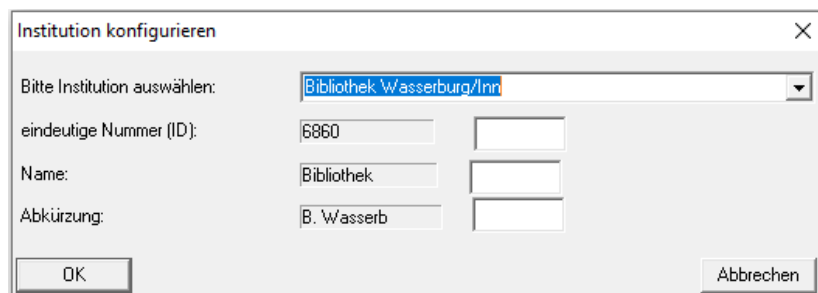 Institution konfigurieren
Bitte Institution auswählen: Bibliothek Wasserburg/Inn
eindeutige Nummer (ID): 6860
Name: Bibliothek
Abkürzung: B. Wasserb
OK Abbrechen